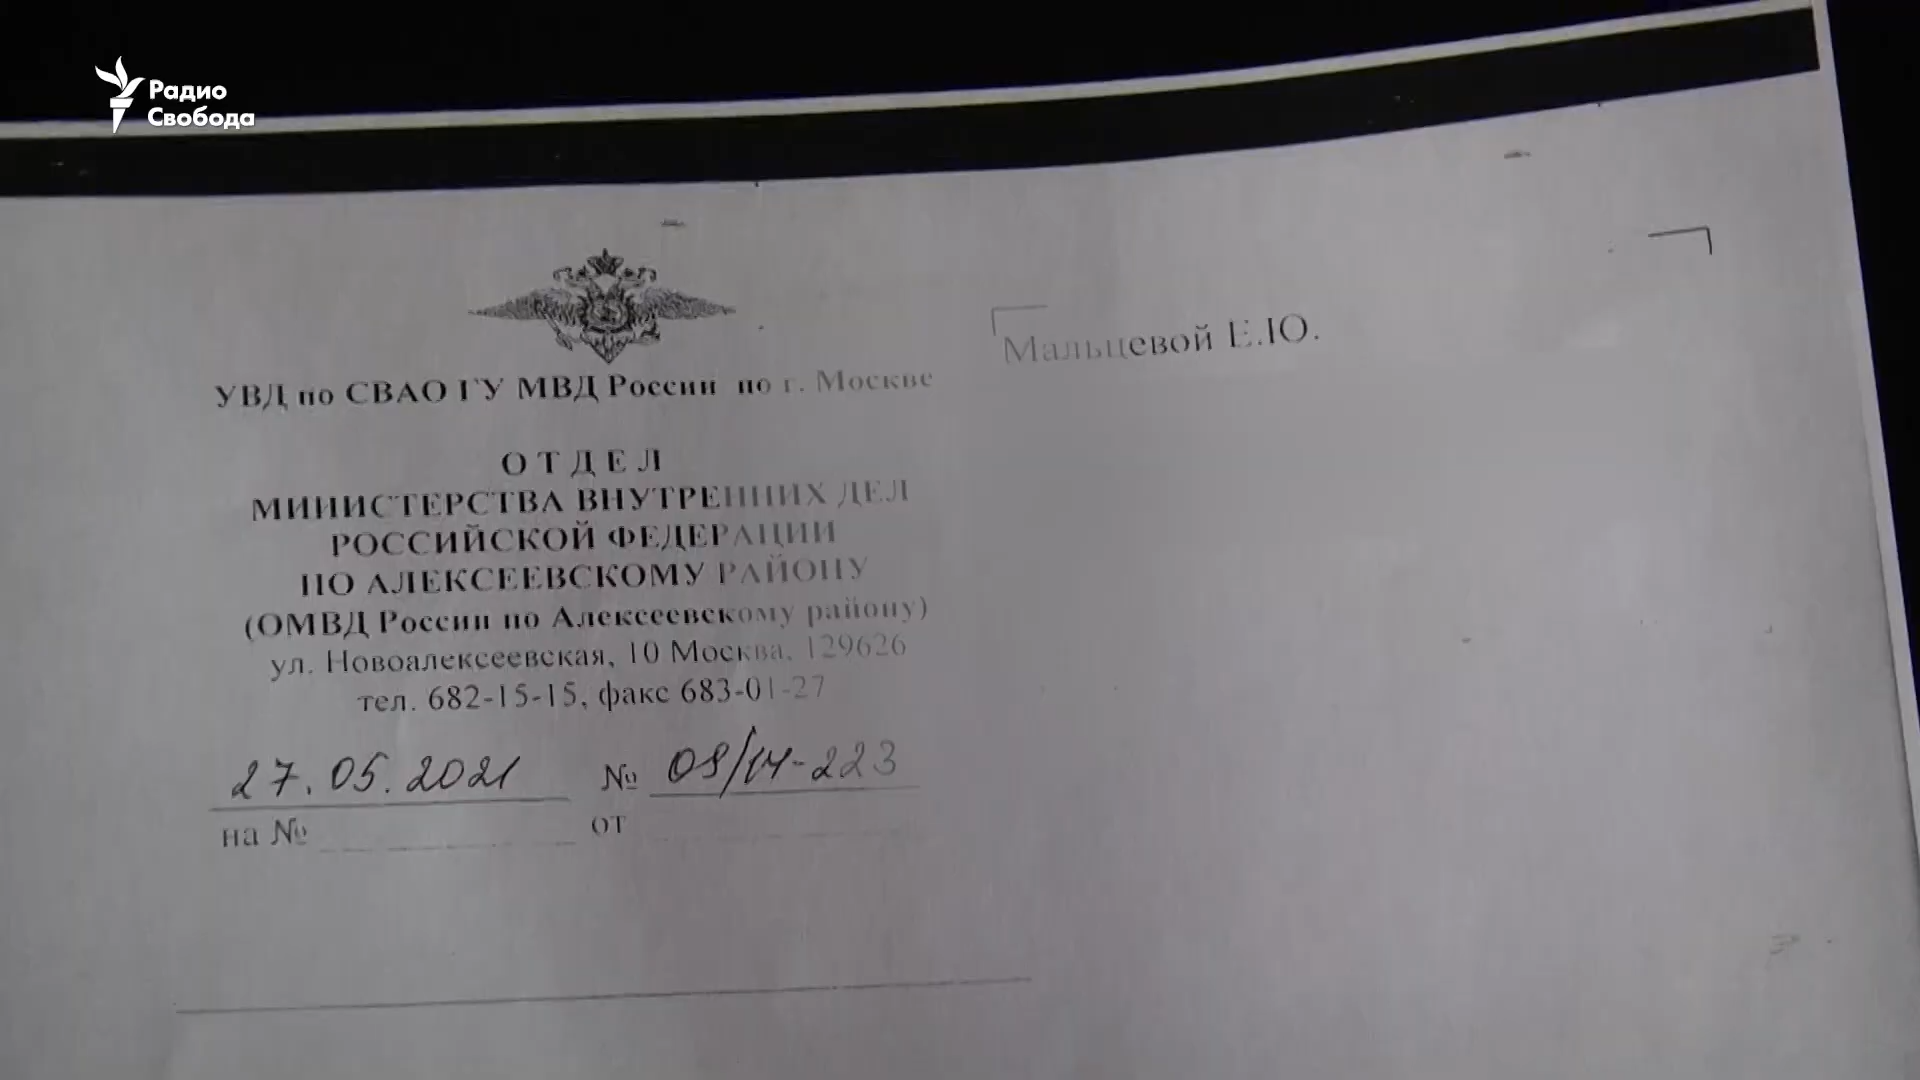 Радио
Свобода
УВД по СВАО ГУ МВД России по г. Москве
ОТДЕЛ
МИНИСТЕРСТВА ВНУТРЕННИХ ДЕЛ
РОССИЙСКОЙ ФЕДЕРАЦИИ
ПО АЛЕКСЕЕВСКОМУ РАЙОНУ
(ОМВД России по Алексеевскому району)
ул. Новоалексеевская, 10 Москва, 129626
тел. 682-15-15, факс 683-01-27
27.05.2021 № 08/14-223
на № от
Мальцевой Е.Ю.